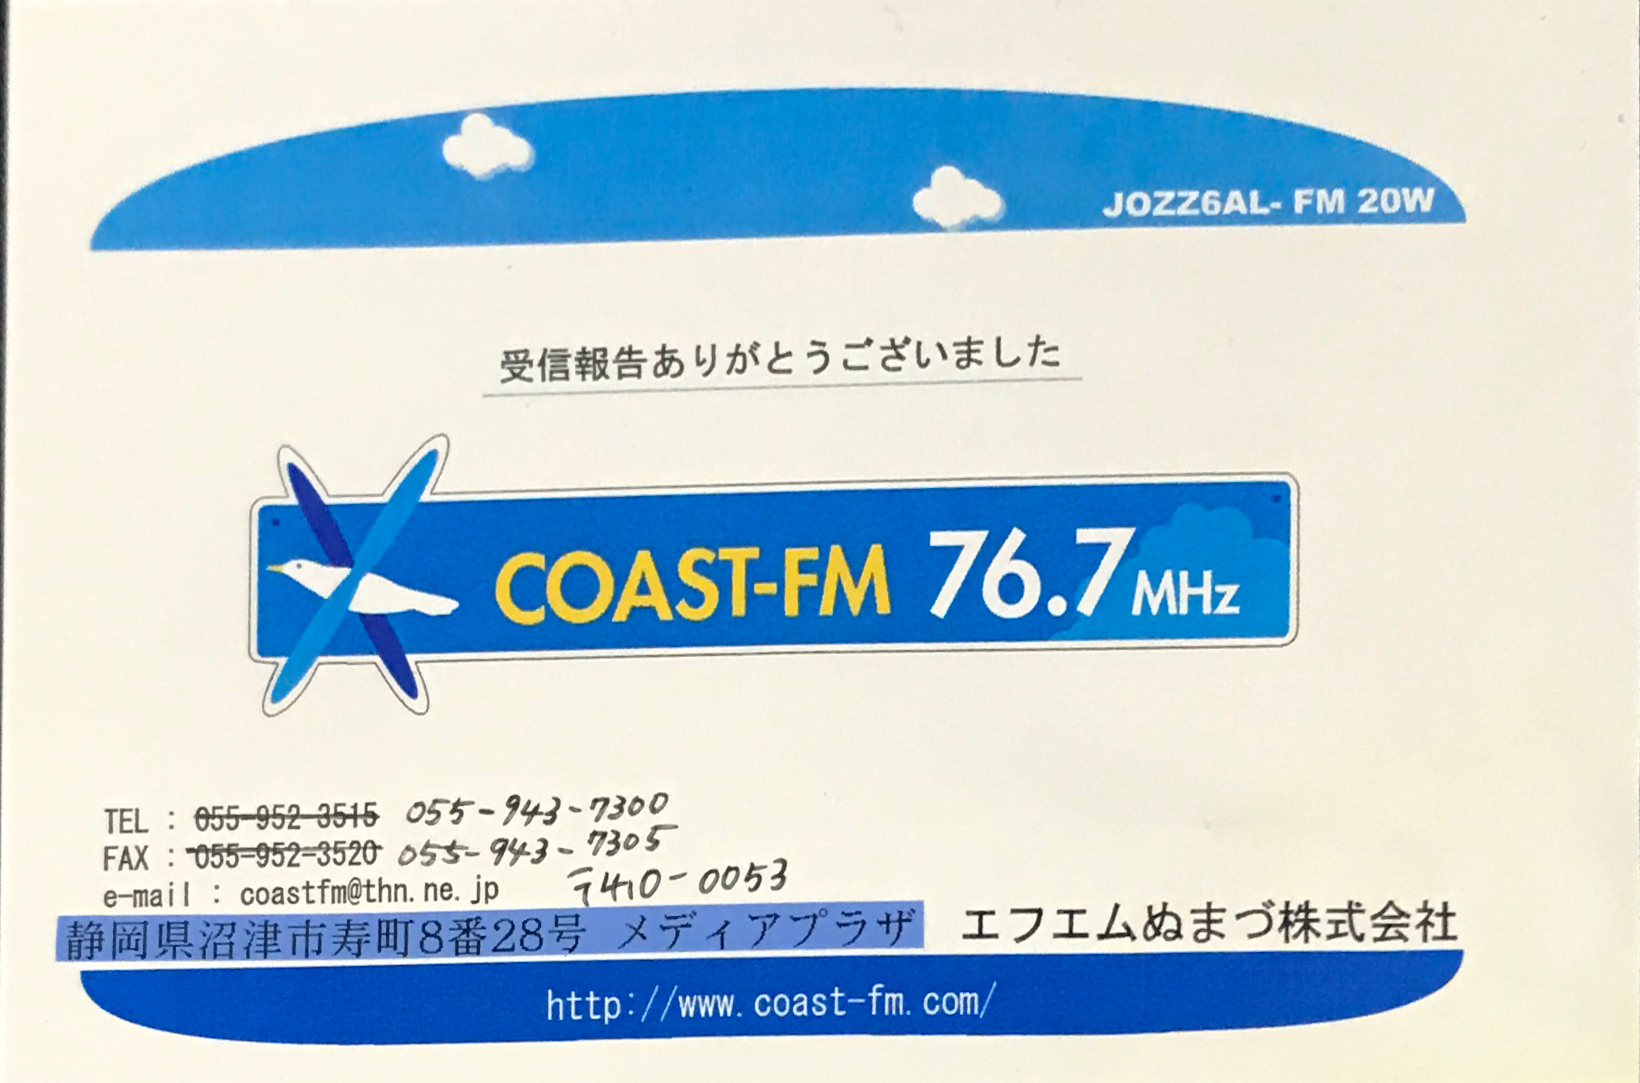 JOZZ6AL- FM 20W
受信報告ありがとうございました
COAST-FM 76.7MHz
TEL : 055-952-3515 055-943-7300
FAX : 055-952-3520 055-943-7305
e-mail : coastfm@thn.ne.jp 〒410-0053
静岡県沼津市寿町8番28号 メディアプラザ エフエムぬまづ株式会社
http://www.coast-fm.com/